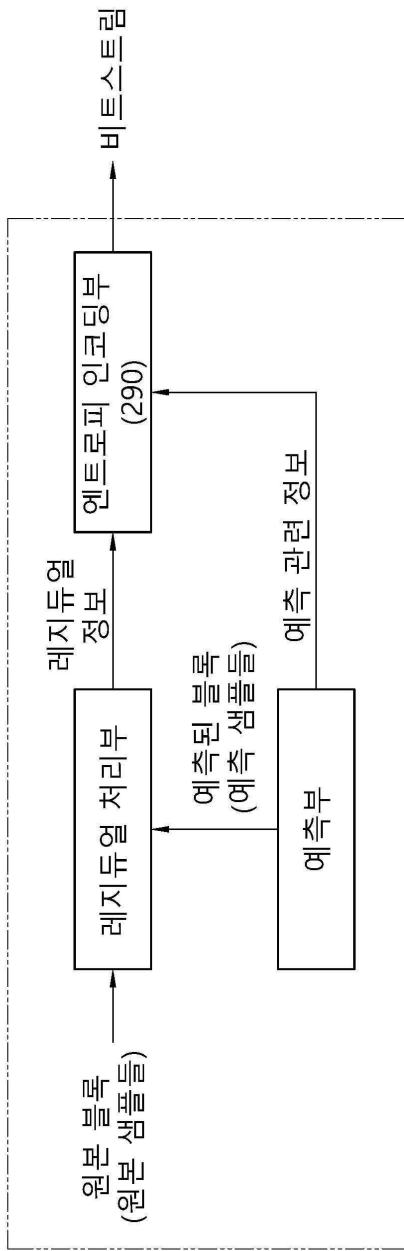 원본 블록
(원본 샘플들)
레지듀얼 처리부
레지듀얼
정보
엔트로피 인코딩부
(290)
비트스트림
예측된 블록
(예측 샘플들)
예측부
예측 관련 정보